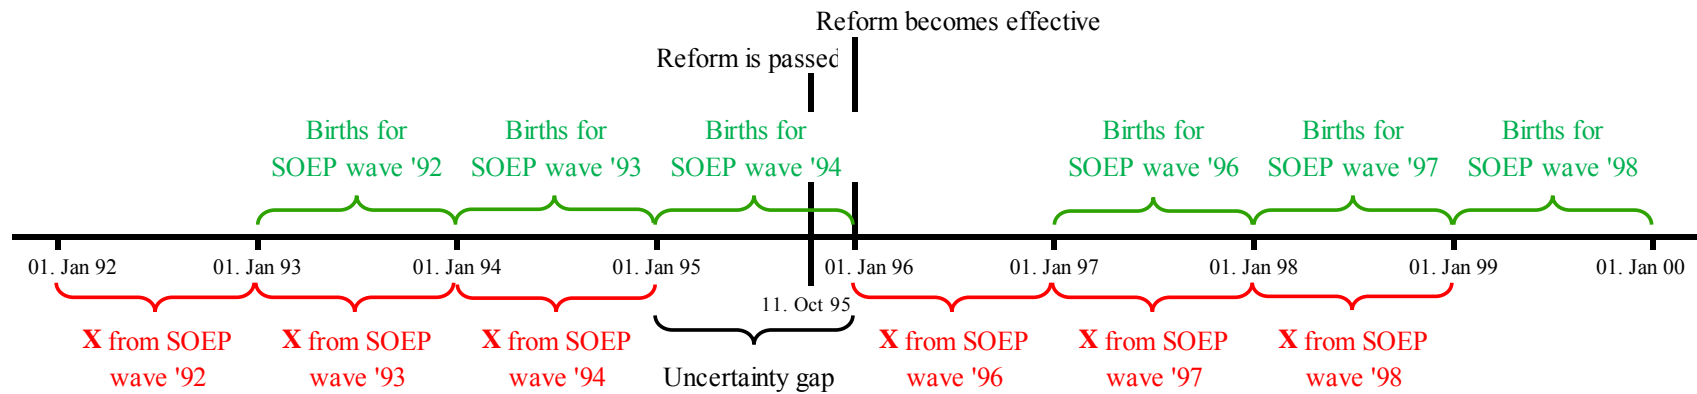 Reform becomes effective
Reform is passed
Births for
SOEP wave '92
Births for
SOEP wave '93
Births for
SOEP wave '94
Births for
SOEP wave '96
Births for
SOEP wave '97
Births for
SOEP wave '98
01. Jan 92
01. Jan 93
01. Jan 94
01. Jan 95
01. Jan 96
01. Jan 97
01. Jan 98
01. Jan 99
01. Jan 00
11. Oct 95
X from SOEP
wave '92
X from SOEP
wave '93
X from SOEP
wave '94
Uncertainty gap
X from SOEP
wave '96
X from SOEP
wave '97
X from SOEP
wave '98